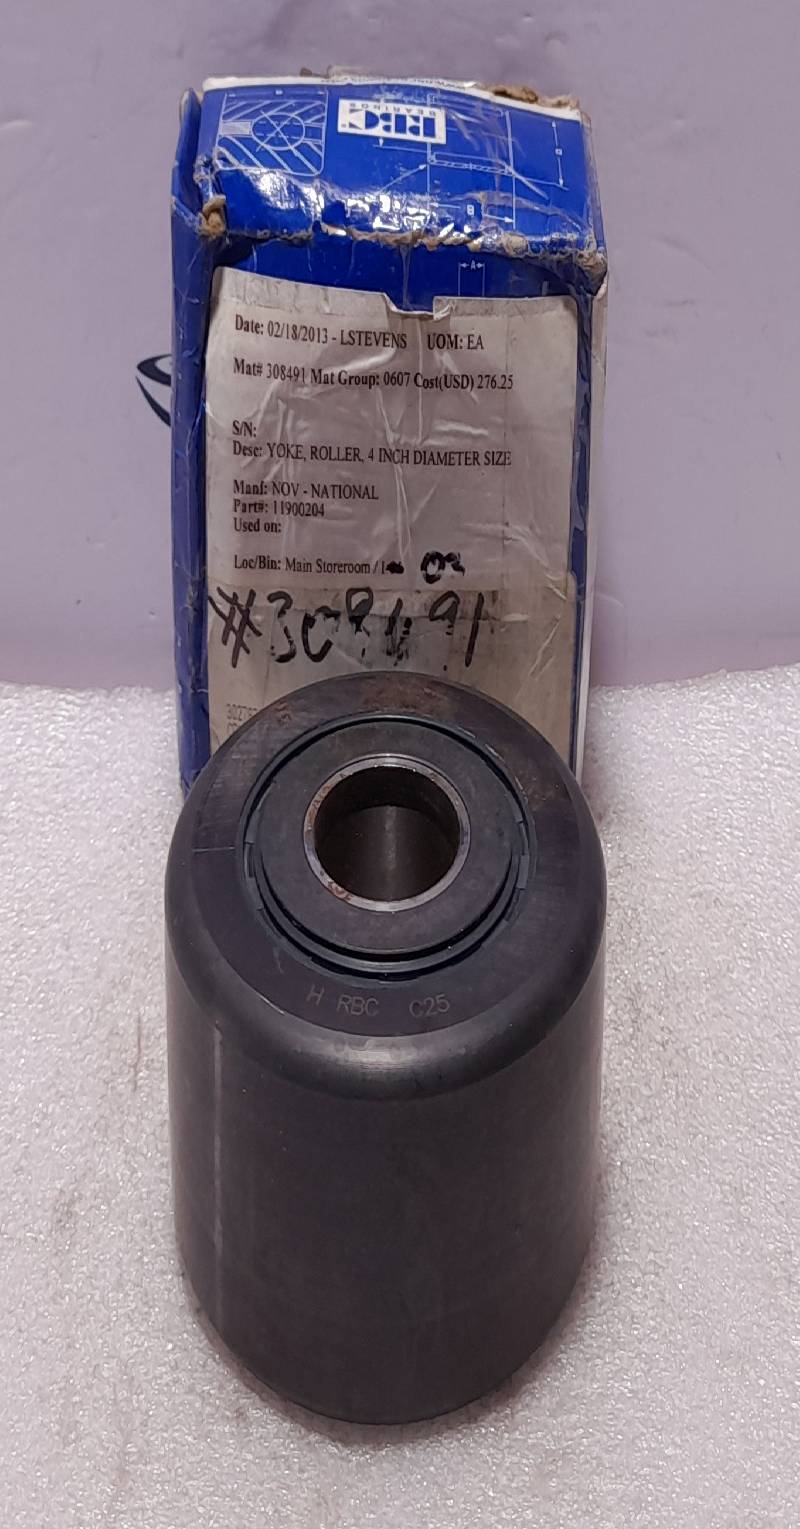 RBC
BEARINGS
B
A
Date: 02/18/2013 - LSTEVENS UOM: EA
Mat# 308491 Mat Group: 0607 Cost(USD) 276.25
S/N:
Desc: YOKE, ROLLER, 4 INCH DIAMETER SIZE
Manf: NOV - NATIONAL
Part#: 11900204
Used on:
Loc/Bin: Main Storeroom /
#308491
H RBC C25